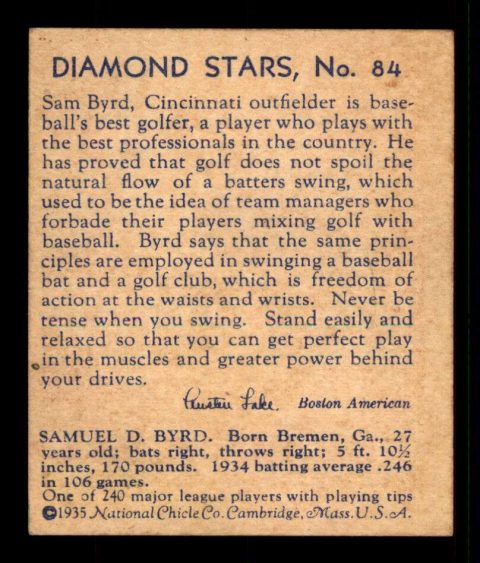 DIAMOND STARS, No. 84
Sam Byrd, Cincinnati outfielder is base-
ball's best golfer, a player who plays with
the best professionals in the country. He
has proved that golf does not spoil the
natural flow of a batters swing, which
used to be the idea of team managers who
forbade their players mixing golf with
baseball. Byrd says that the same prin-
ciples are employed in swinging a baseball
bat and a golf club, which is freedom of
action at the waists and wrists. Never be
tense when you swing. Stand easily and
relaxed so that you can get perfect play
in the muscles and greater power behind
your drives.
Austen Lake, Boston American
SAMUEL D. BYRD. Born Bremen, Ga., 27
years old; bats right, throws right; 5 ft. 10½
inches, 170 pounds. 1934 batting average .246
in 106 games.
One of 240 major league players with playing tips
©1935 National Chicle Co. Cambridge, Mass. U.S.A.